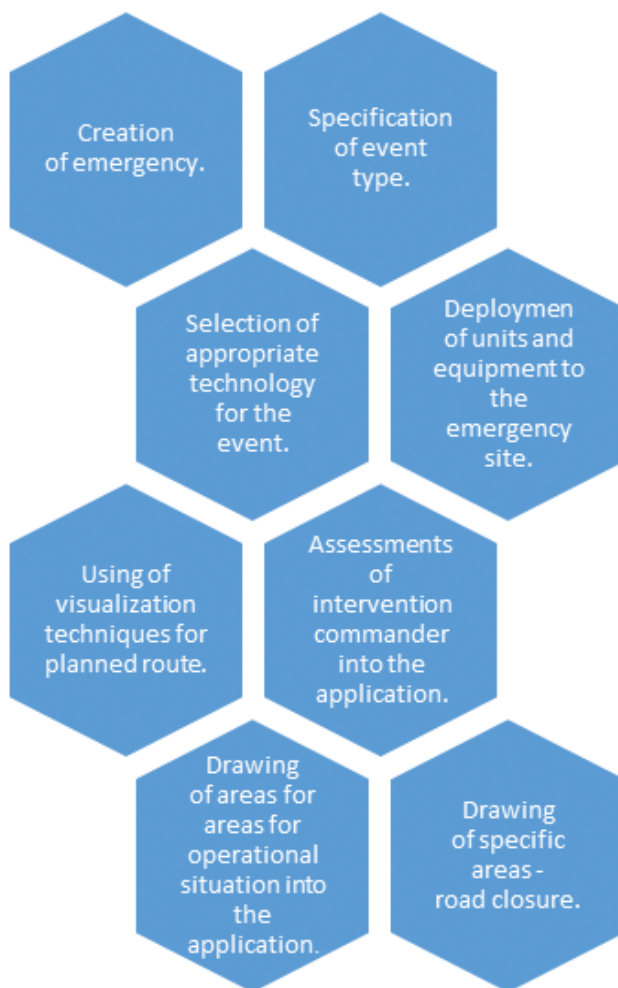 Creation
of emergency.
Specification
of event
type.
Selection of
appropriate
technology
for the
event.
Deploymen
of units and
equipment to
the
emergency
site.
Using of
visualization
techniques for
planned route.
Assessments
of
intervention
commander
into the
application.
Drawing
of areas for
areas for
operational
situation into
the
application.
Drawing
of specific
areas -
road closure.